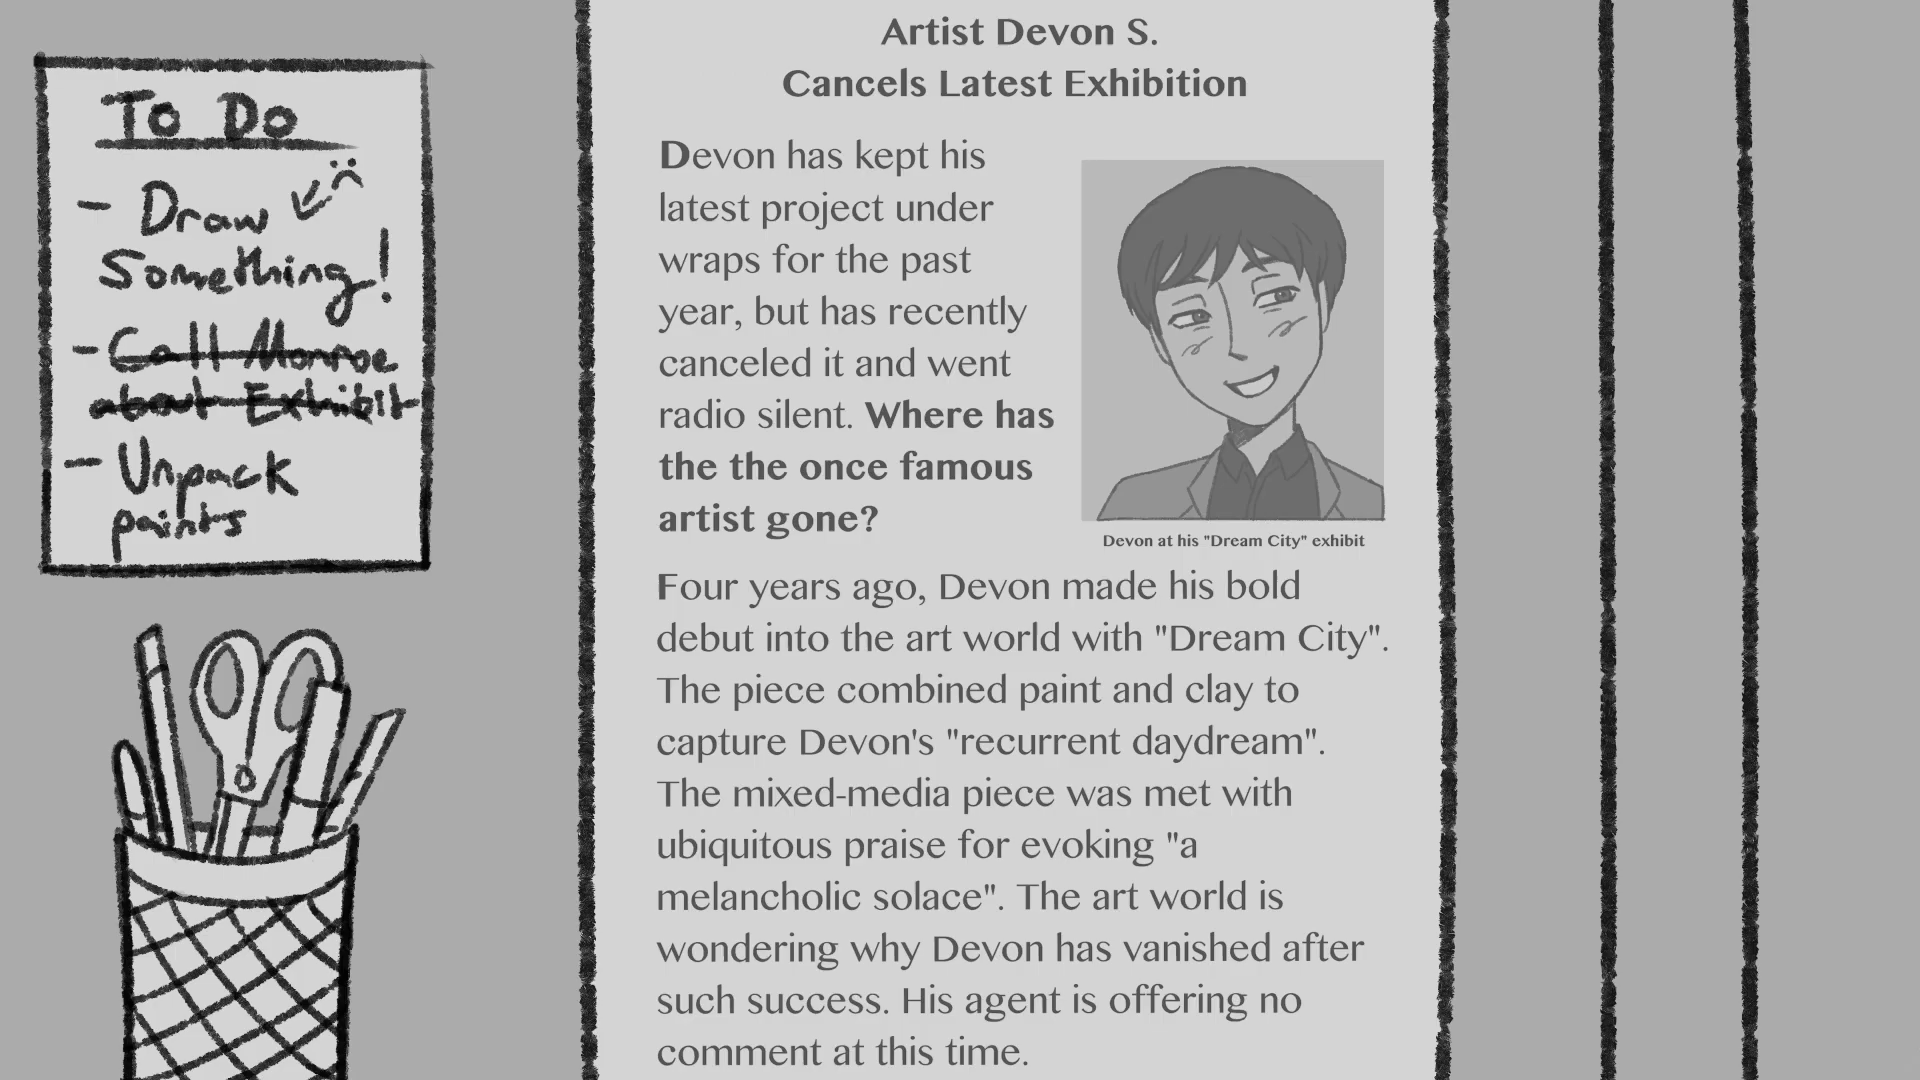 To Do
- Draw
Something!
- Call Monroe
about Exhibit
- Unpack
paints
Artist Devon S.
Cancels Latest Exhibition
Devon has kept his
latest project under
wraps for the past
year, but has recently
canceled it and went
radio silent. Where has
the the once famous
artist gone?
Devon at his "Dream City" exhibit
Four years ago, Devon made his bold
debut into the art world with "Dream City".
The piece combined paint and clay to
capture Devon's "recurrent daydream".
The mixed-media piece was met with
ubiquitous praise for evoking "a
melancholic solace". The art world is
wondering why Devon has vanished after
such success. His agent is offering no
comment at this time.